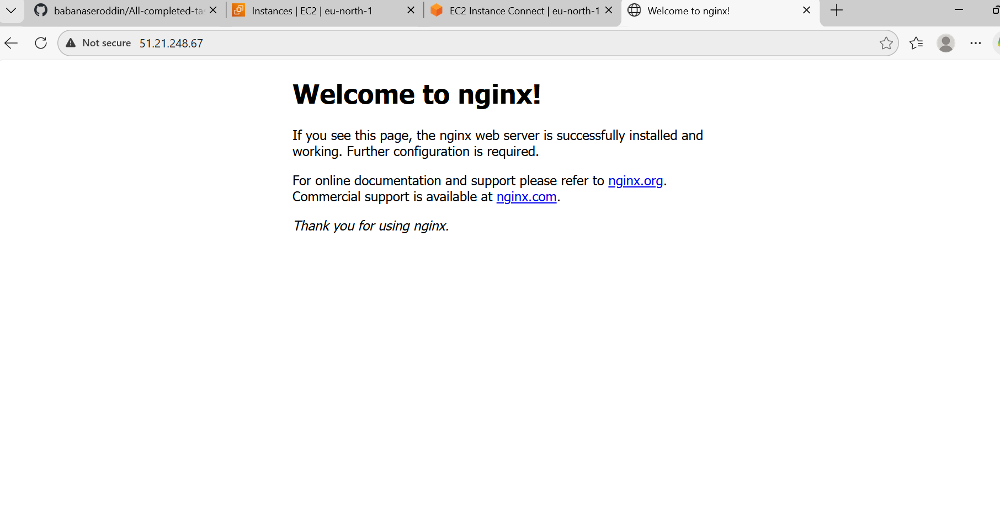 babanaseroddin/All-completed-tas
Instances | EC2 | eu-north-1
EC2 Instance Connect | eu-north-1
Welcome to nginx!
Not secure 51.21.248.67
Welcome to nginx!
If you see this page, the nginx web server is successfully installed and
working. Further configuration is required.
For online documentation and support please refer to nginx.org.
Commercial support is available at nginx.com.
Thank you for using nginx.